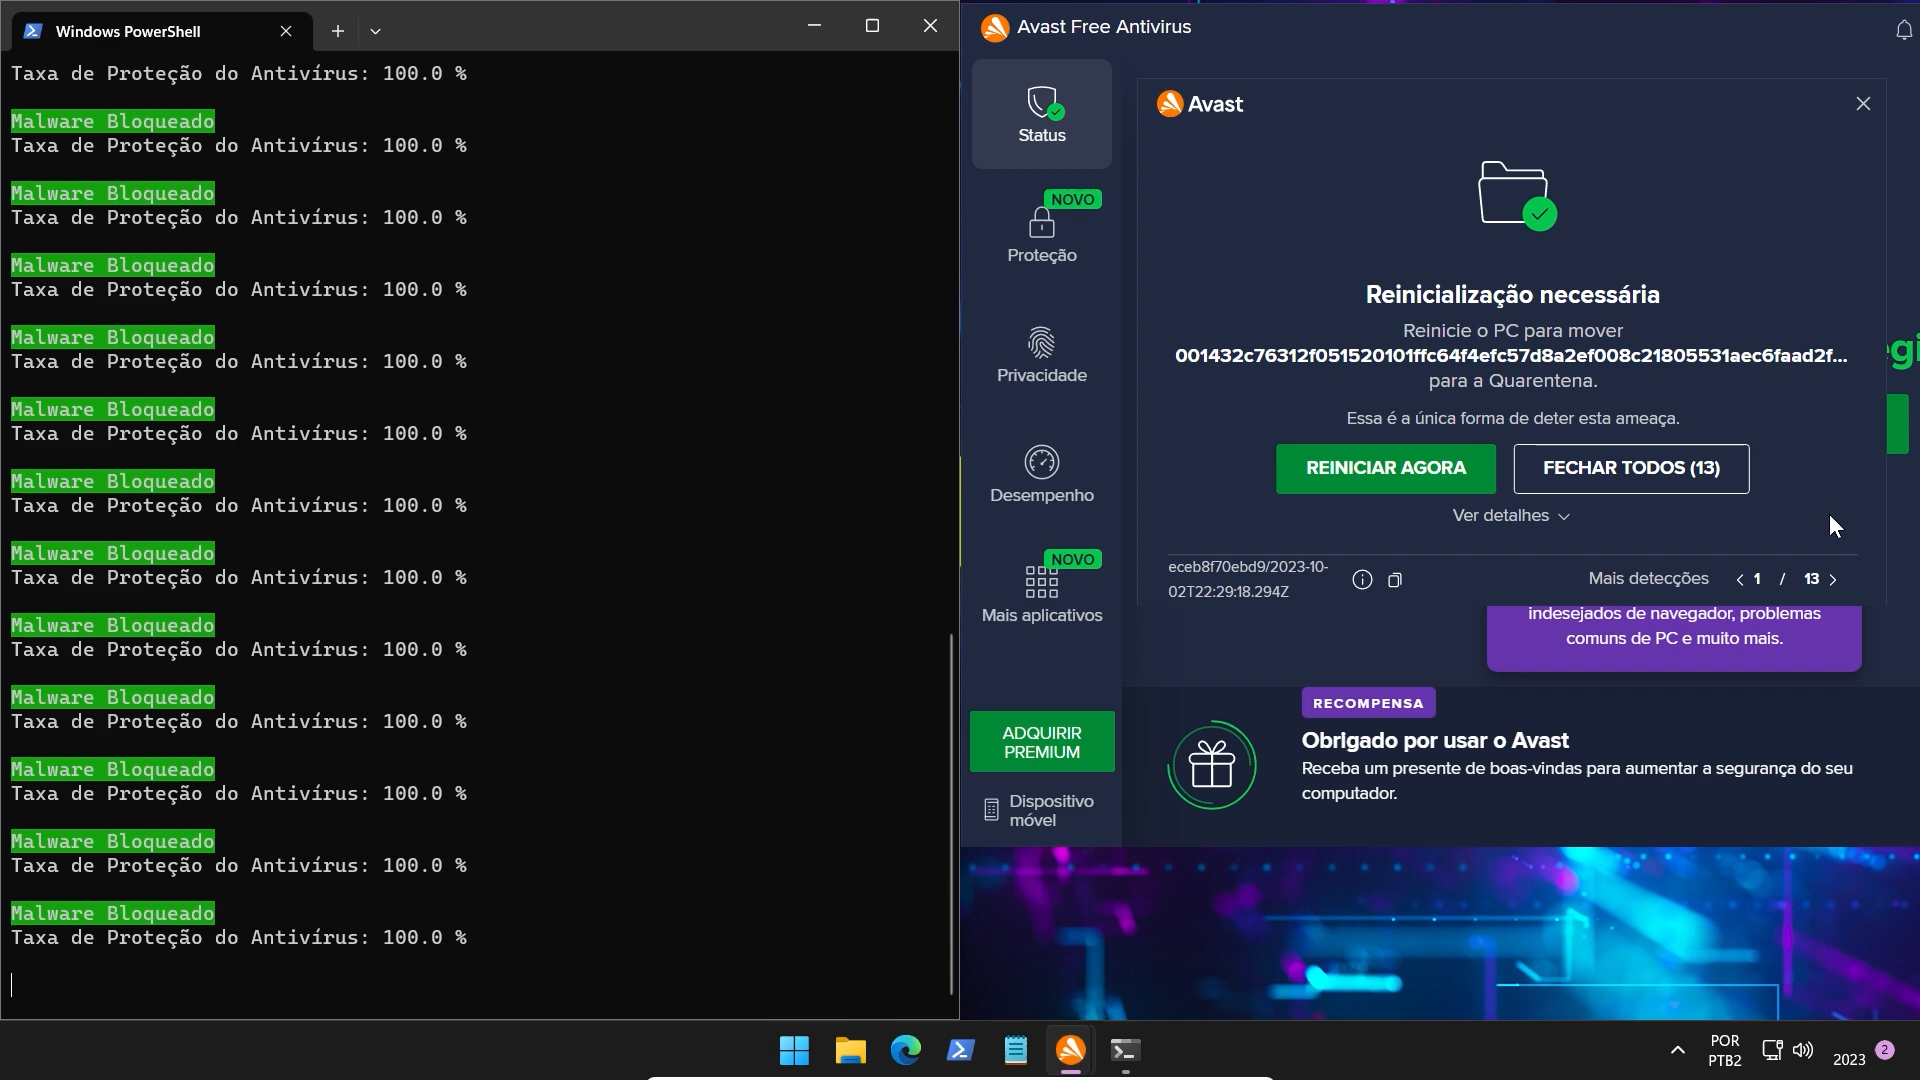 Windows PowerShell
Taxa de Proteção do Antivírus: 100.0 %
Malware Bloqueado
Taxa de Proteção do Antivírus: 100.0 %
Malware Bloqueado
Taxa de Proteção do Antivírus: 100.0 %
Malware Bloqueado
Taxa de Proteção do Antivírus: 100.0 %
Malware Bloqueado
Taxa de Proteção do Antivírus: 100.0 %
Malware Bloqueado
Taxa de Proteção do Antivírus: 100.0 %
Malware Bloqueado
Taxa de Proteção do Antivírus: 100.0 %
Malware Bloqueado
Taxa de Proteção do Antivírus: 100.0 %
Malware Bloqueado
Taxa de Proteção do Antivírus: 100.0 %
Malware Bloqueado
Taxa de Proteção do Antivírus: 100.0 %
Malware Bloqueado
Taxa de Proteção do Antivírus: 100.0 %
Malware Bloqueado
Taxa de Proteção do Antivírus: 100.0 %
Malware Bloqueado
Taxa de Proteção do Antivírus: 100.0 %
Avast Free Antivirus
Status
NOVO
Proteção
Privacidade
Desempenho
NOVO
Mais aplicativos
ADQUIRIR
PREMIUM
Dispositivo
móvel
Avast
Reinicialização necessária
Reinicie o PC para mover
001432c76312f051520101ffc64f4efc57d8a2ef008c21805531aec6faad2f...
para a Quarentena.
Essa é a única forma de deter esta ameaça.
REINICIAR AGORA
FECHAR TODOS (13)
Ver detalhes
eceb8f70ebd9/2023-10-
02T22:29:18.294Z
Mais detecções < 1 / 13 >
egi
indesejados de navegador, problemas
comuns de PC e muito mais.
RECOMPENSA
Obrigado por usar o Avast
Receba um presente de boas-vindas para aumentar a segurança do seu
computador.
POR
PTB2
2023
2